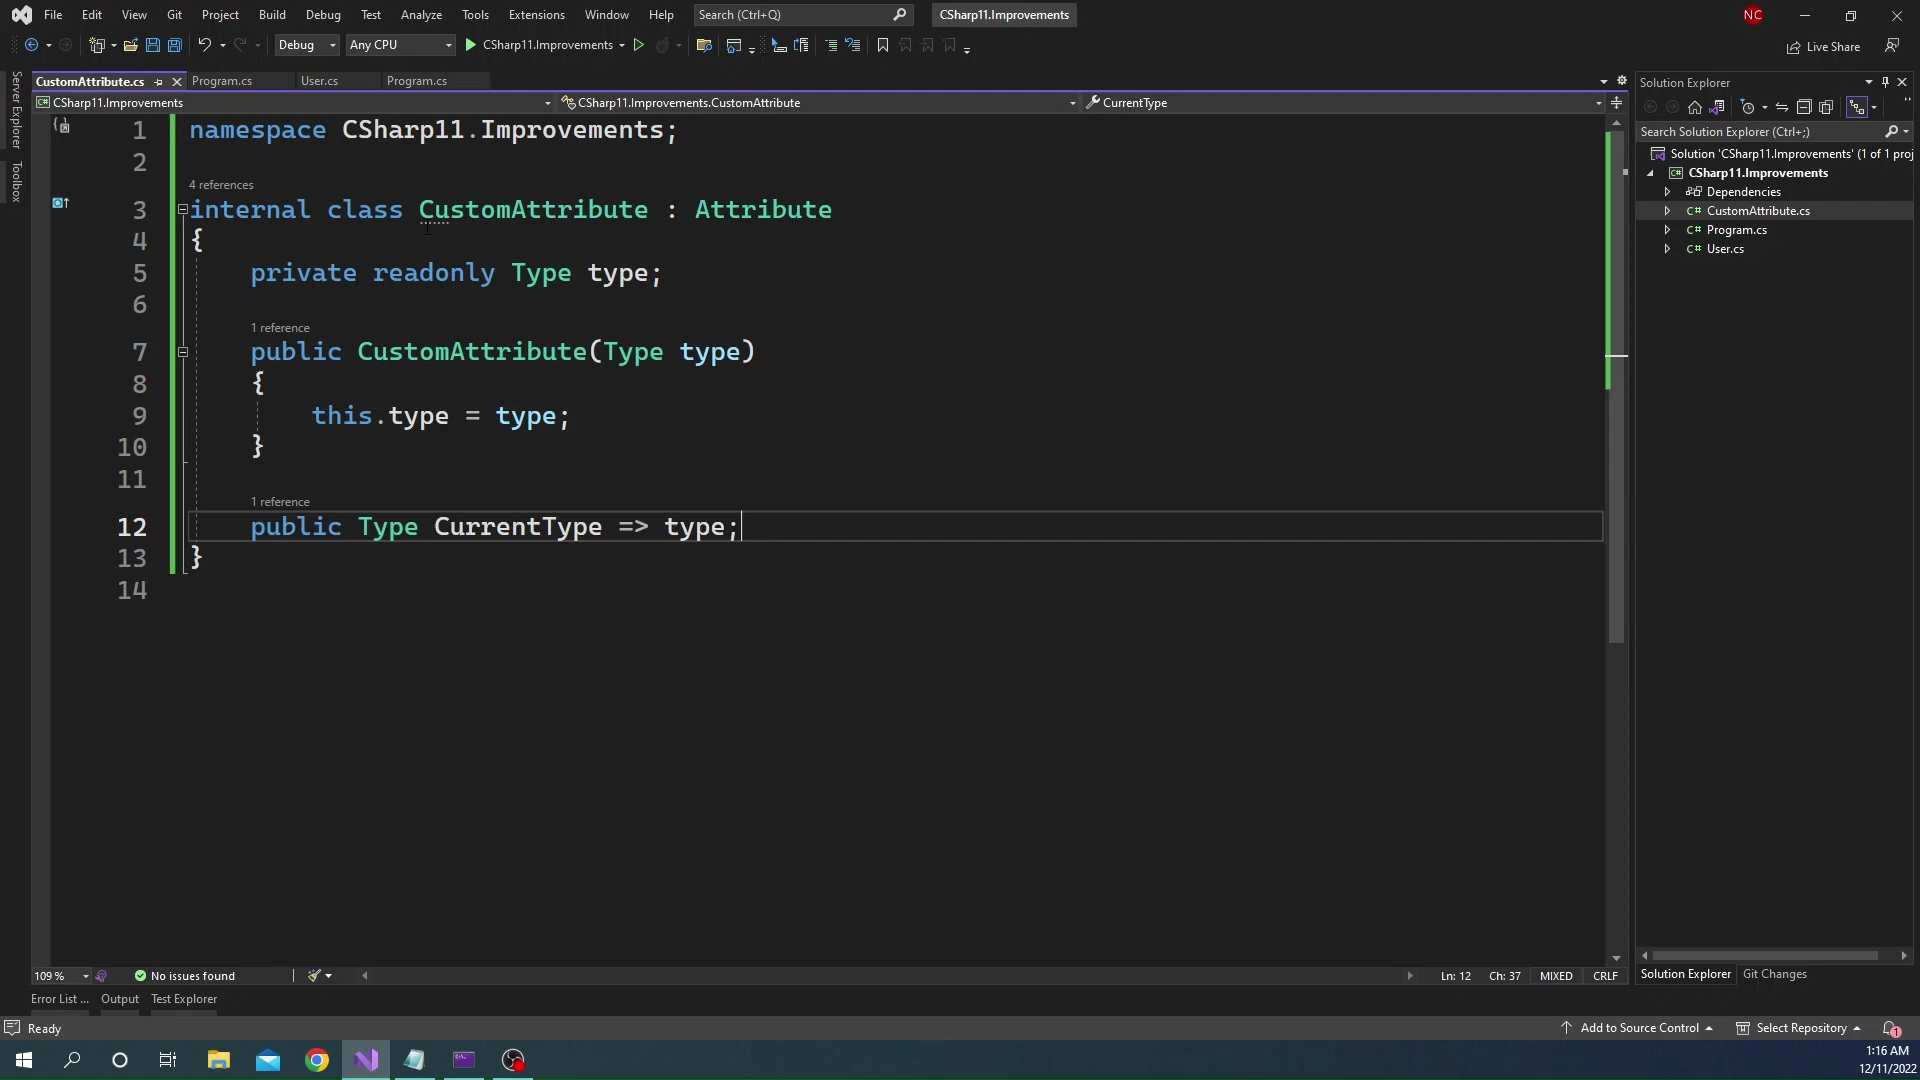 File Edit View Git Project Build Debug Test Analyze Tools Extensions Window Help Search (Ctrl+Q) CSharp11.Improvements NC
Debug Any CPU CSharp11.Improvements Live Share
CustomAttribute.cs Program.cs User.cs Program.cs
CSharp11.Improvements CSharp11.Improvements.CustomAttribute CurrentType
Server Explorer
Toolbox
1 namespace CSharp11.Improvements;
2
4 references
3 internal class CustomAttribute : Attribute
4 {
5 private readonly Type type;
6
1 reference
7 public CustomAttribute(Type type)
8 {
9 this.type = type;
10 }
11
1 reference
12 public Type CurrentType => type;
13 }
14
109 % No issues found Ln: 12 Ch: 37 MIXED CRLF
Error List ... Output Test Explorer
Solution Explorer
Search Solution Explorer (Ctrl+;)
Solution 'CSharp11.Improvements' (1 of 1 proj
C# CSharp11.Improvements
Dependencies
C# CustomAttribute.cs
C# Program.cs
C# User.cs
Solution Explorer Git Changes
Ready Add to Source Control Select Repository 1
1:16 AM
12/11/2022